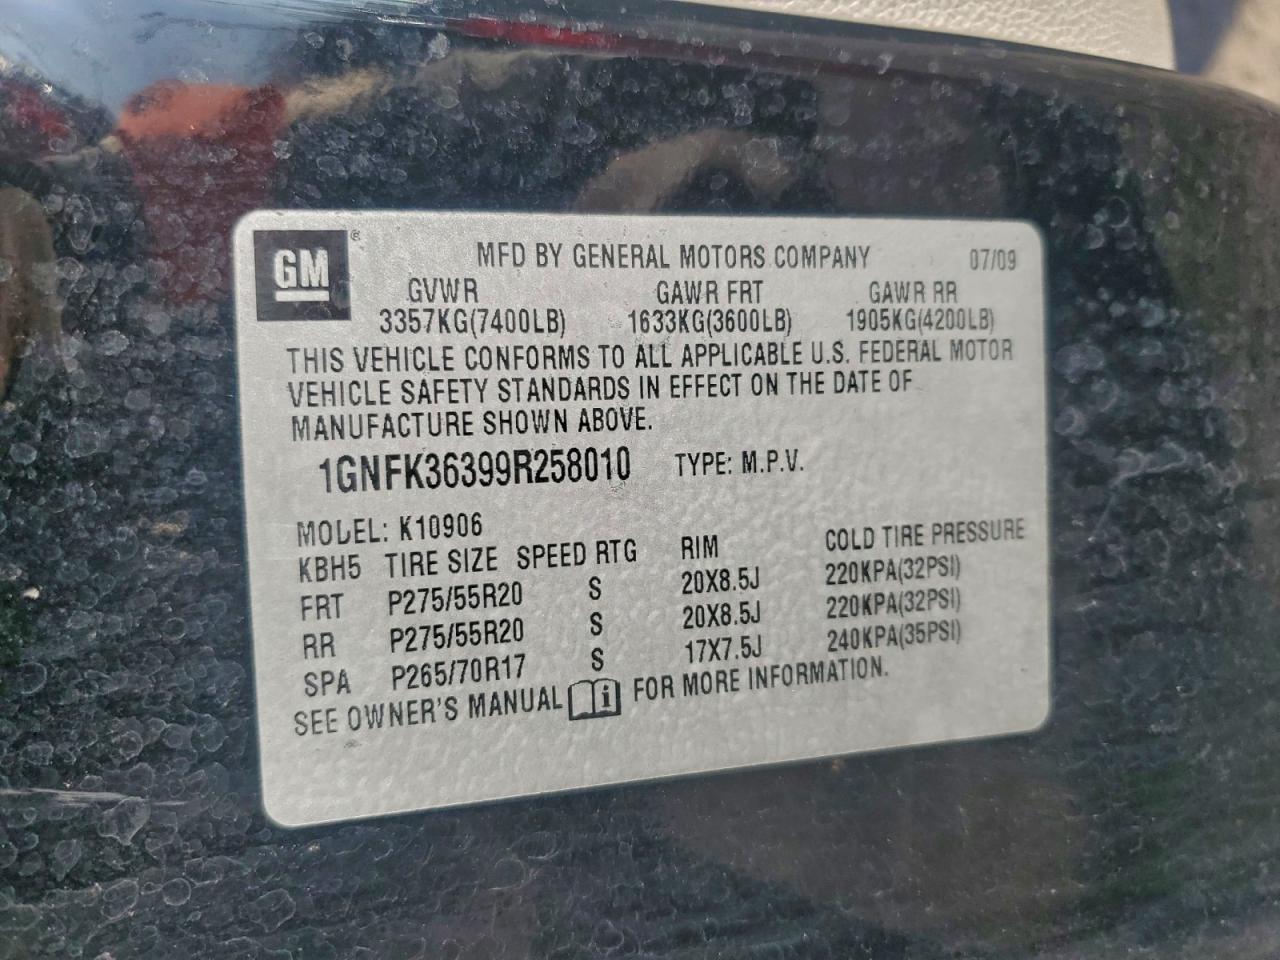 GM ® MFD BY GENERAL MOTORS COMPANY 07/09
GVWR GAWR FRT GAWR RR
3357KG(7400LB) 1633KG(3600LB) 1905KG(4200LB)
THIS VEHICLE CONFORMS TO ALL APPLICABLE U.S. FEDERAL MOTOR
VEHICLE SAFETY STANDARDS IN EFFECT ON THE DATE OF
MANUFACTURE SHOWN ABOVE.
1GNFK36399R258010 TYPE: M.P.V.
MODEL: K10906
KBH5 TIRE SIZE SPEED RTG RIM COLD TIRE PRESSURE
FRT P275/55R20 S 20X8.5J 220KPA(32PSI)
RR P275/55R20 S 20X8.5J 220KPA(32PSI)
SPA P265/70R17 S 17X7.5J 240KPA(35PSI)
SEE OWNER'S MANUAL i FOR MORE INFORMATION.